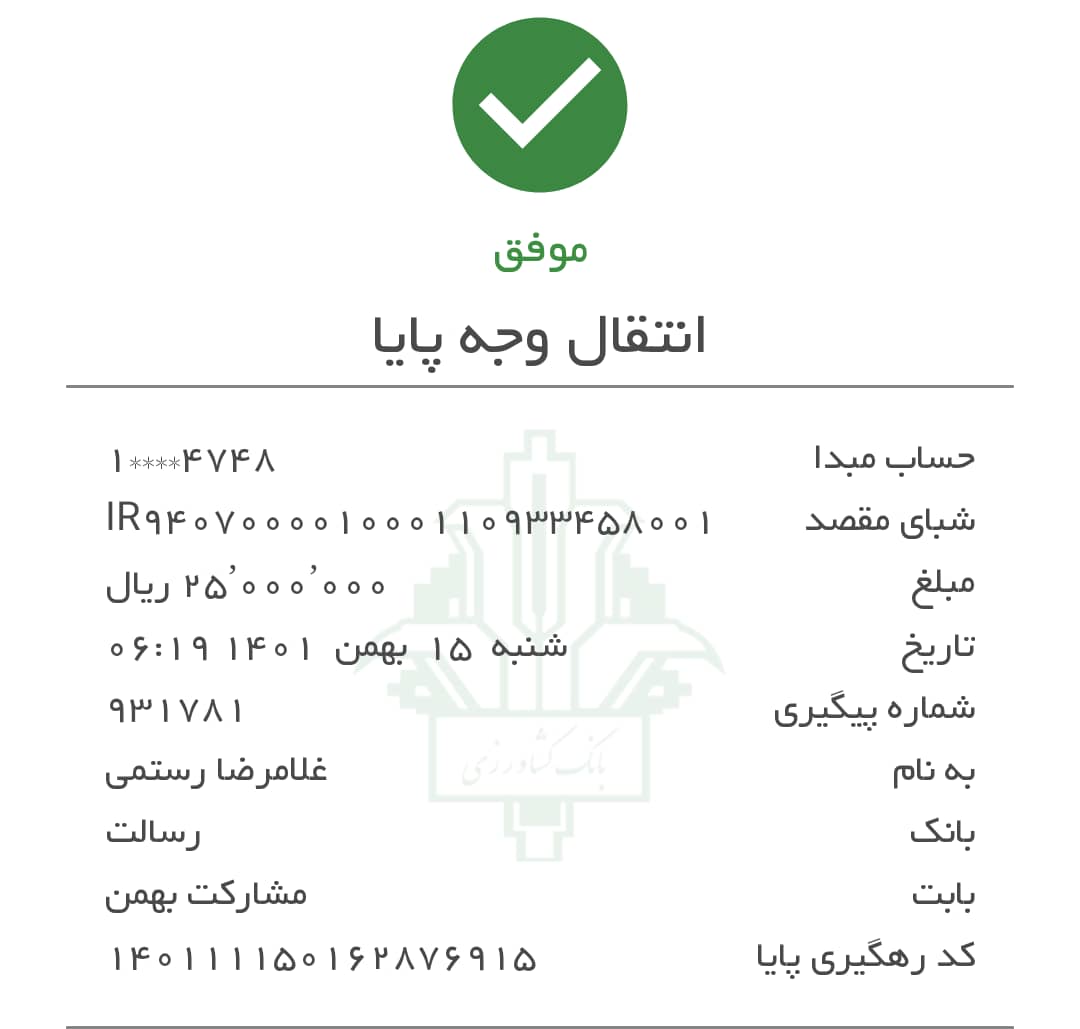 موفق
انتقال وجه پایا
حساب مبدا ۱****۴۷۴۸
شبای مقصد IR۹۴۰۷۰۰۰۰۱۰۰۰۱۱۰۹۳۳۴۵۸۰۰۱
مبلغ ۲۵٬۰۰۰٬۰۰۰ ریال
تاریخ شنبه ۱۵ بهمن ۱۴۰۱ ۰۶:۱۹
شماره پیگیری ۹۳۱۷۸۱
به نام غلامرضا رستمی
بانک کشاورزی
بانک رسالت
بابت مشارکت بهمن
کد رهگیری پایا ۱۴۰۱۱۱۱۵۰۱۶۲۸۷۶۹۱۵